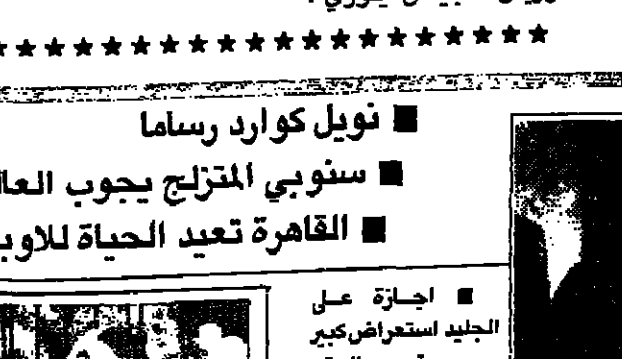 ■ نويل كوارد رساما
■ سنوبي المتزلج يجوب العا
■ القاهرة تعيد الحياة للاوب
■ اجازة على
الجليد استعراض كبير